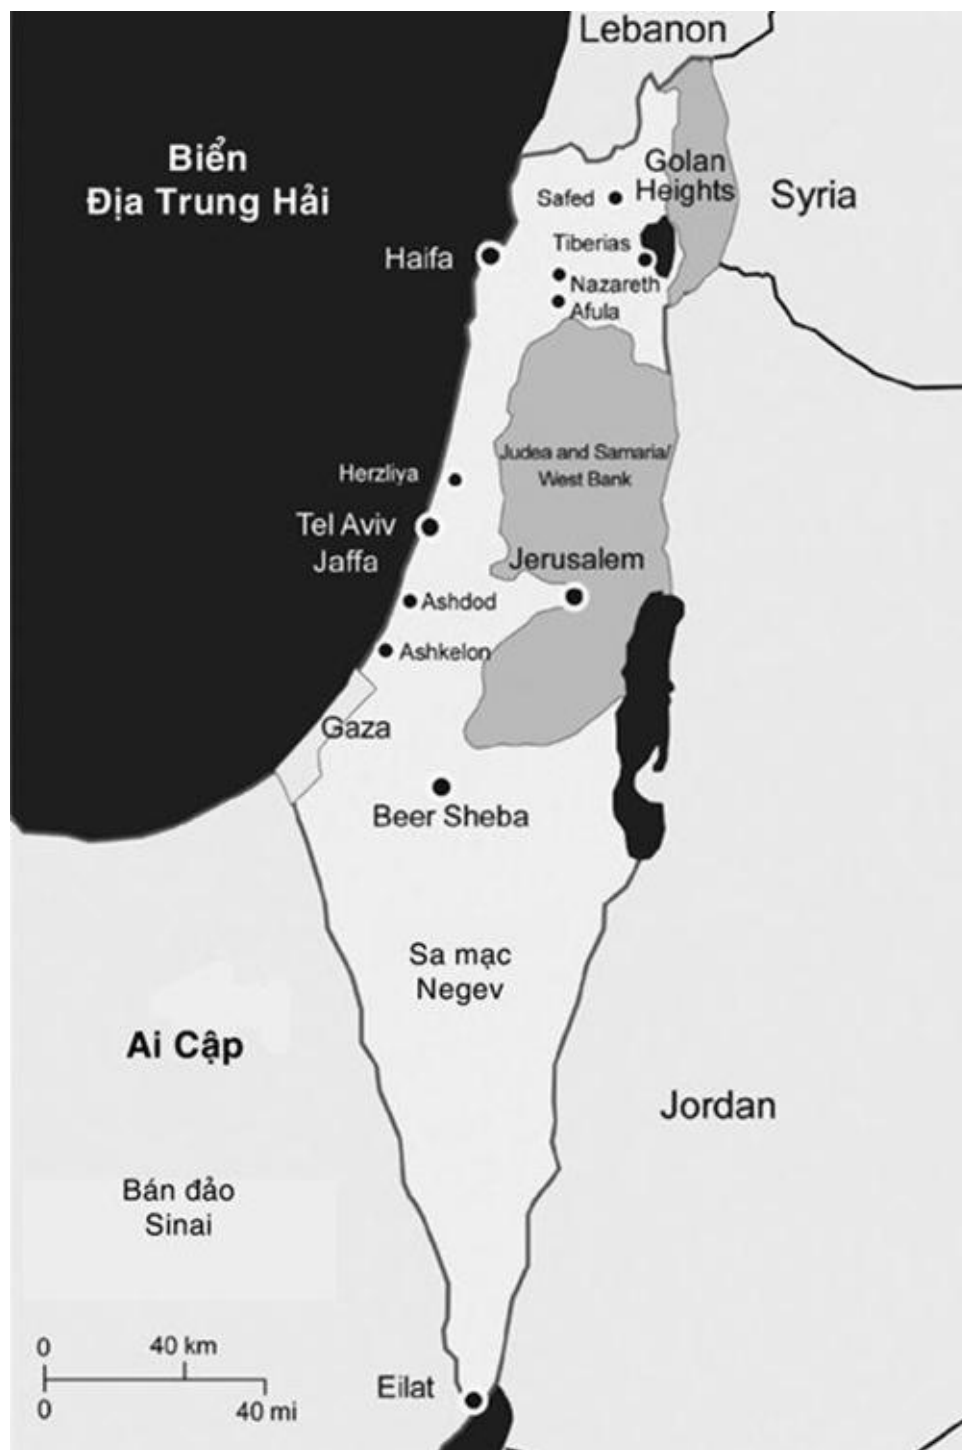 Lebanon
Biển
Địa Trung Hải
Golan
Heights
Syria
Safed
Tiberias
Haifa
Nazareth
Afula
Judea and Samaria/
West Bank
Herzliya
Tel Aviv
Jaffa
Jerusalem
Ashdod
Ashkelon
Gaza
Beer Sheba
Sa mạc
Negev
Ai Cập
Jordan
Bán đảo
Sinai
0 40 km
0 40 mi
Eilat